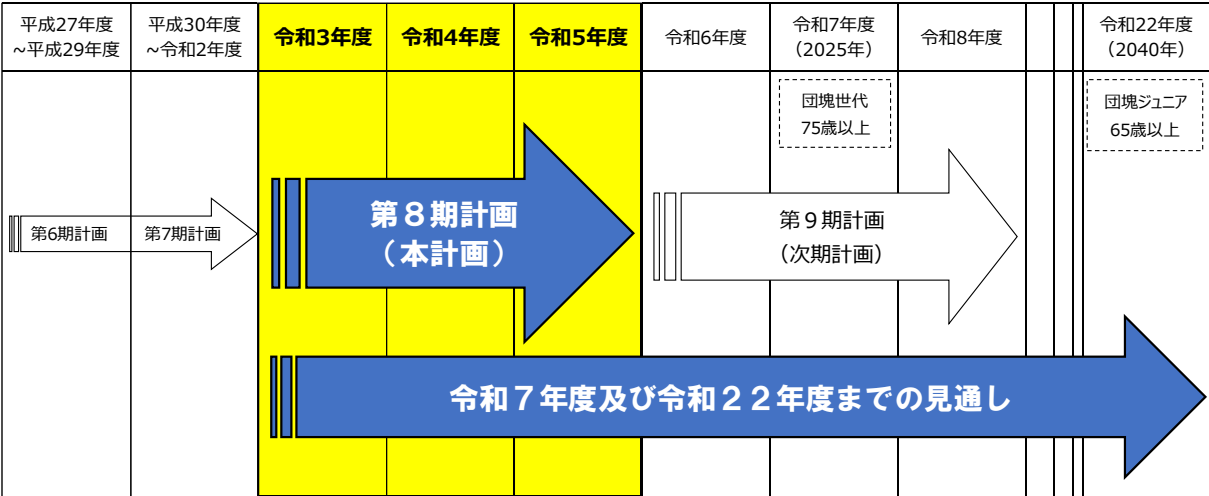 平成27年度
~平成29年度
平成30年度
~令和2年度
令和3年度
令和4年度
令和5年度
令和6年度
令和7年度
（2025年）
令和8年度
令和22年度
（2040年）
団塊世代
75歳以上
団塊ジュニア
65歳以上
第6期計画
第7期計画
第８期計画
（本計画）
第９期計画
（次期計画）
令和７年度及び令和２２年度までの見通し